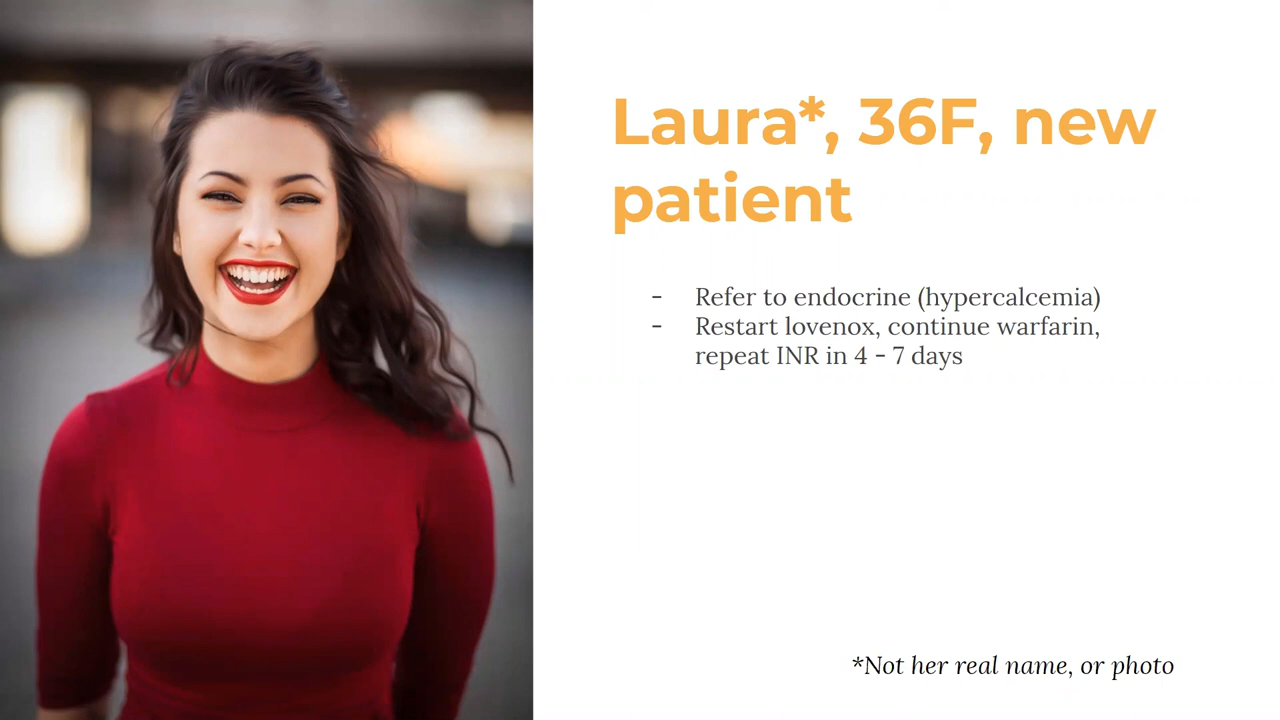 Laura*, 36F, new
patient
- Refer to endocrine (hypercalcemia)
- Restart lovenox, continue warfarin,
repeat INR in 4 - 7 days
*Not her real name, or photo